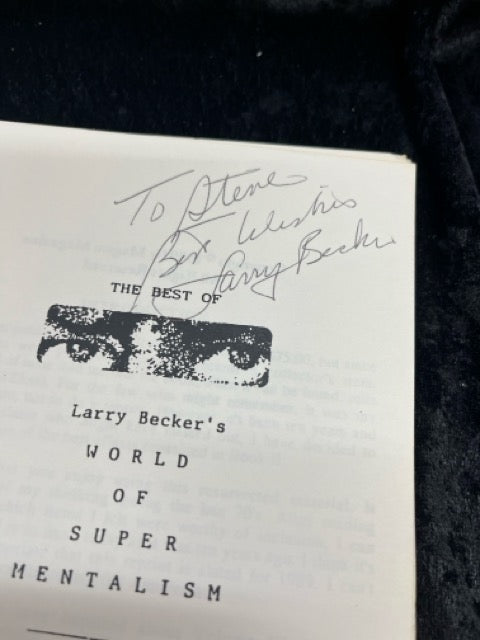 To Steve
Best Wishes
Larry Becker
THE BEST OF
Larry Becker's
WORLD
OF
SUPER
MENTALISM